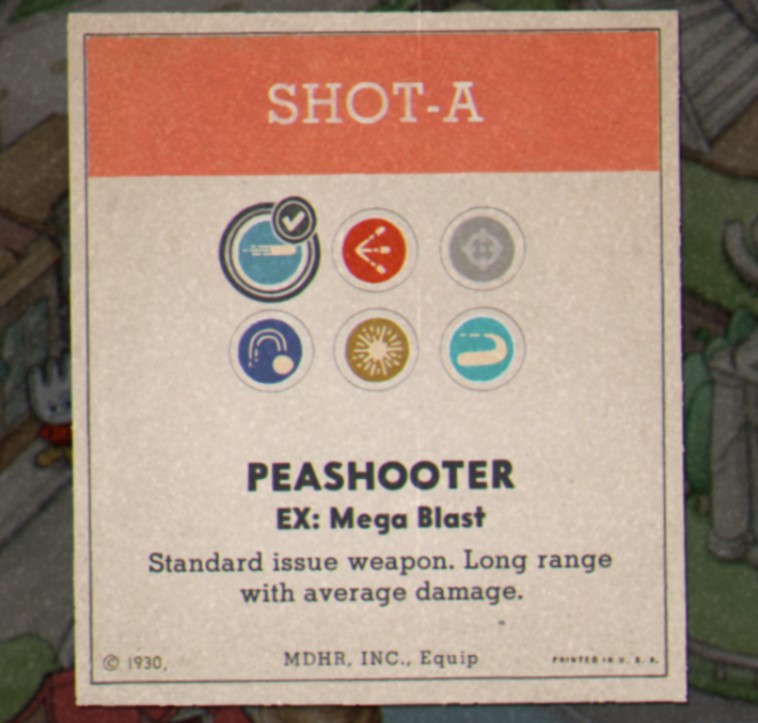 SHOT-A
PEASHOOTER
EX: Mega Blast
Standard issue weapon. Long range
with average damage.
© 1930, MDHR, INC., Equip PRINTED IN U. S. A.